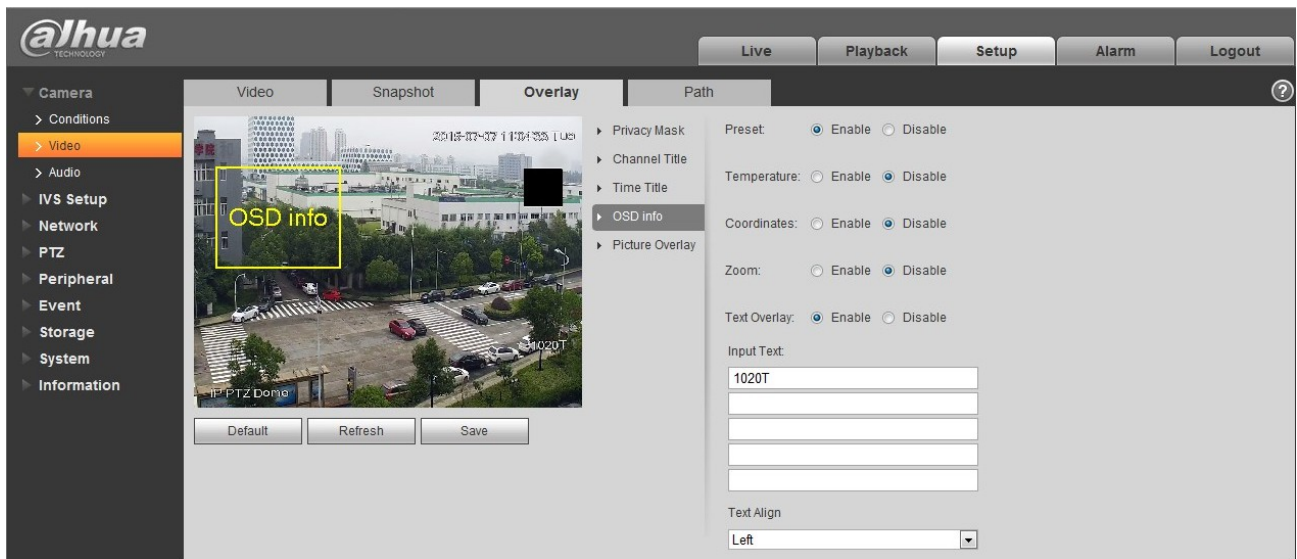 alhua
TECHNOLOGY
Live Playback Setup Alarm Logout
Camera
Conditions
Video
Audio
IVS Setup
Network
PTZ
Peripheral
Event
Storage
System
Information
Video Snapshot Overlay Path
学院
OSD info
1020T
IP PTZ Dome
Default Refresh Save
Privacy Mask
Channel Title
Time Title
OSD info
Picture Overlay
Preset: Enable Disable
Temperature: Enable Disable
Coordinates: Enable Disable
Zoom: Enable Disable
Text Overlay: Enable Disable
Input Text:
1020T
Text Align
Left
?